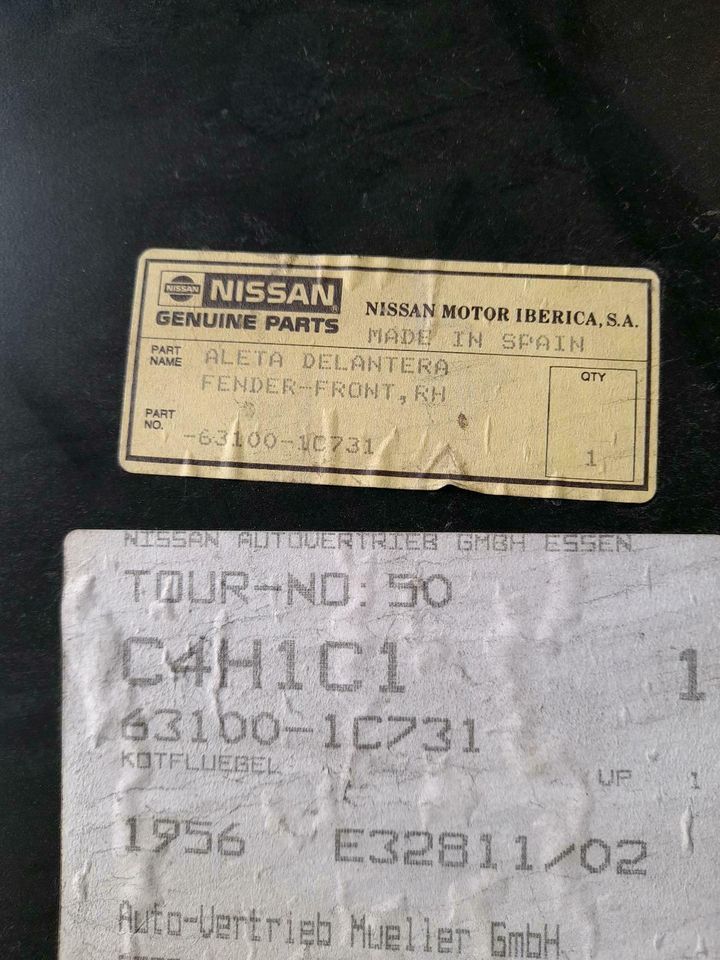 NISSAN
NISSAN
GENUINE PARTS
NISSAN MOTOR IBERICA, S.A.
MADE IN SPAIN
PART NAME
ALETA DELANTERA
FENDER-FRONT,RH
QTY
PART NO.
-63100-1C731
1
NISSAN AUTOVERTRIEB GMBH ESSEN
TOUR-NO: 50
C4H1C1 1
63100-1C731
KOTFLUEBEL
VP 1
1956 E32811/02
Auto-Vertrieb Mueller GmbH